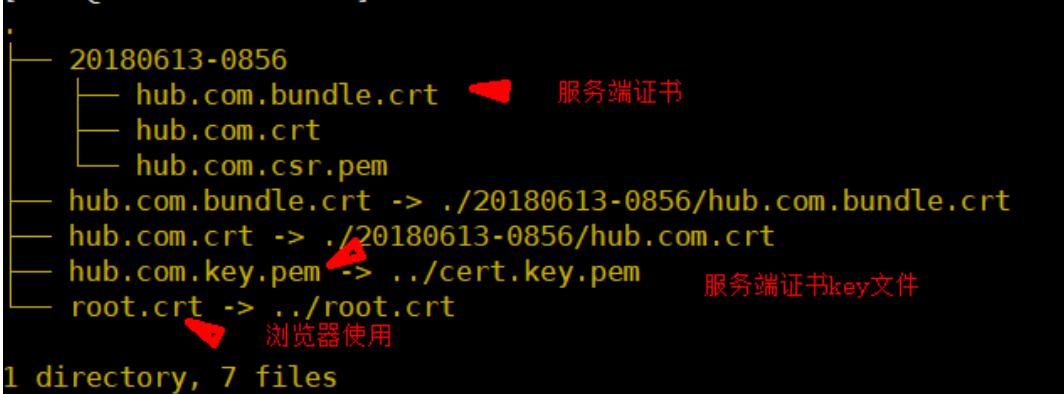 .
├── 20180613-0856
│   ├── hub.com.bundle.crt 服务端证书
│   ├── hub.com.crt
│   └── hub.com.csr.pem
├── hub.com.bundle.crt -> ./20180613-0856/hub.com.bundle.crt
├── hub.com.crt -> ./20180613-0856/hub.com.crt
├── hub.com.key.pem -> ../cert.key.pem 服务端证书key文件
└── root.crt -> ../root.crt
浏览器使用
1 directory, 7 files